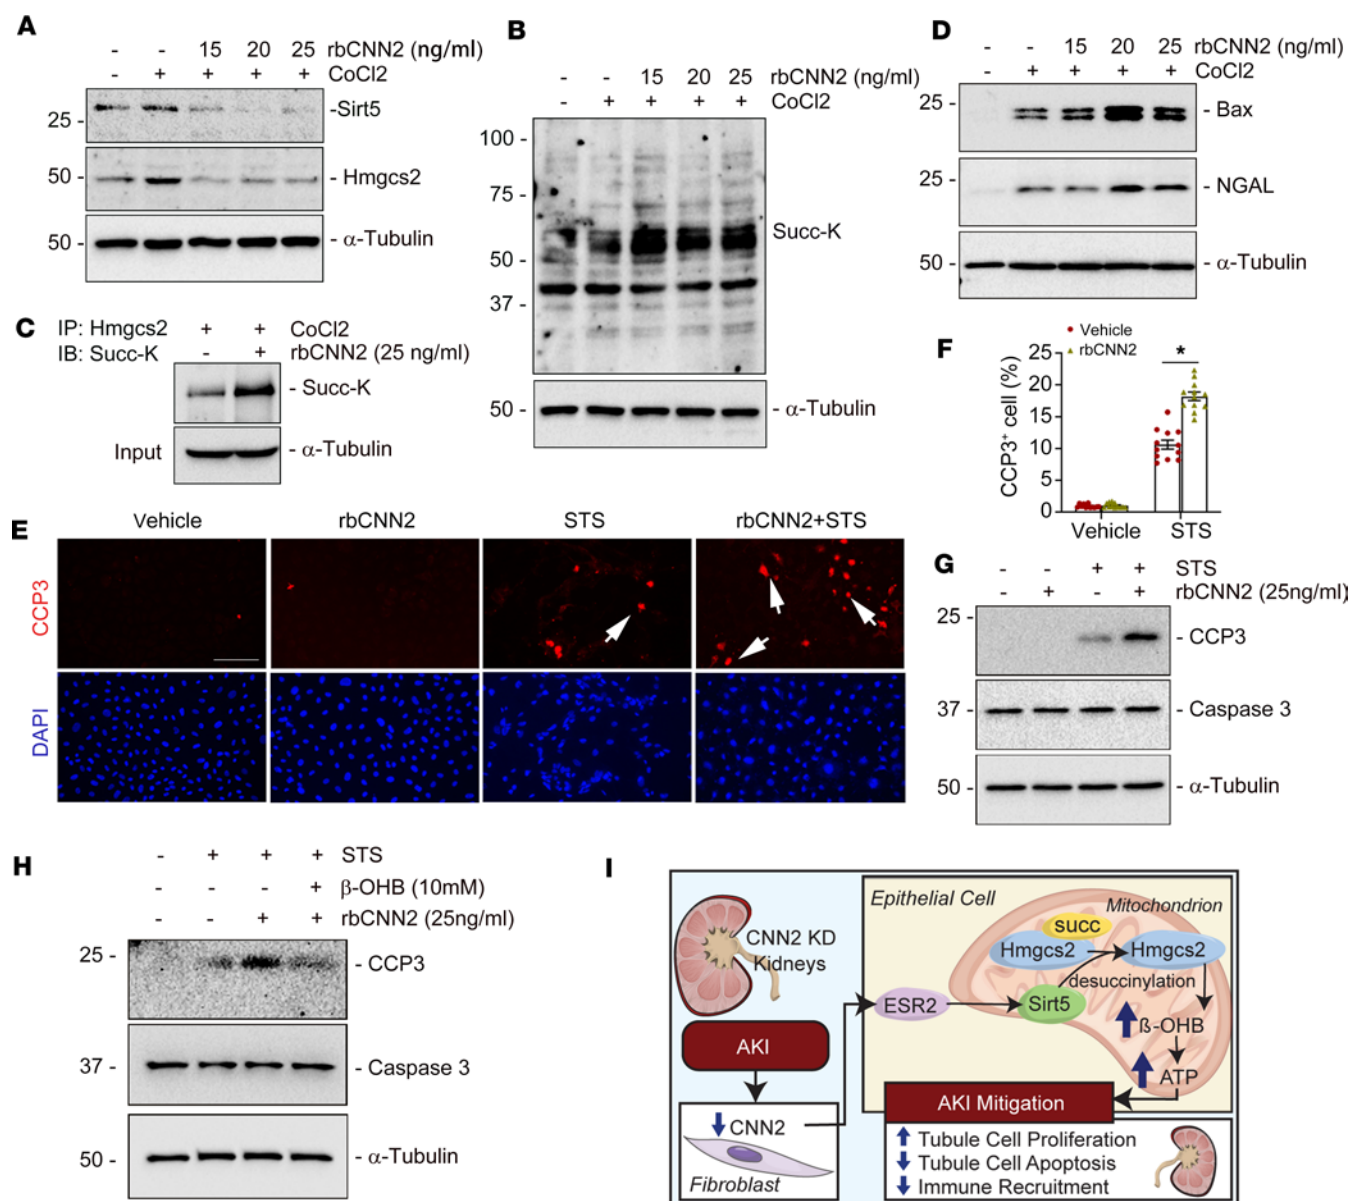 A
- - 15 20 25 rbCNN2 (ng/ml)
- + + + + CoCl2
25 - -Sirt5
50 - - Hmgcs2
50 - - α-Tubulin
B
- - 15 20 25 rbCNN2 (ng/ml)
- + + + + CoCl2
100 -
75 -
Succ-K
50 -
37 -
50 - - α-Tubulin
C
IP: Hmgcs2 + + CoCl2
IB: Succ-K - + rbCNN2 (25 ng/ml)
- Succ-K
Input - α-Tubulin
D
- - 15 20 25 rbCNN2 (ng/ml)
- + + + + CoCl2
25 - - Bax
25 - - NGAL
50 - - α-Tubulin
E
Vehicle rbCNN2 STS rbCNN2+STS
CCP3
DAPI
F
Vehicle
rbCNN2
CCP3+ cell (%)
25
20
15
10
5
0
*
Vehicle STS
G
- - + + STS
- + - + rbCNN2 (25ng/ml)
25 - - CCP3
37 - - Caspase 3
50 - - α-Tubulin
H
- + + + STS
- - - + β-OHB (10mM)
- - + + rbCNN2 (25ng/ml)
25 - - CCP3
37 - - Caspase 3
50 - - α-Tubulin
I
CNN2 KD
Kidneys
AKI
CNN2
Fibroblast
Epithelial Cell
Mitochondrion
succ
Hmgcs2 Hmgcs2
desuccinylation
ESR2 Sirt5
ß-OHB
ATP
AKI Mitigation
Tubule Cell Proliferation
Tubule Cell Apoptosis
Immune Recruitment